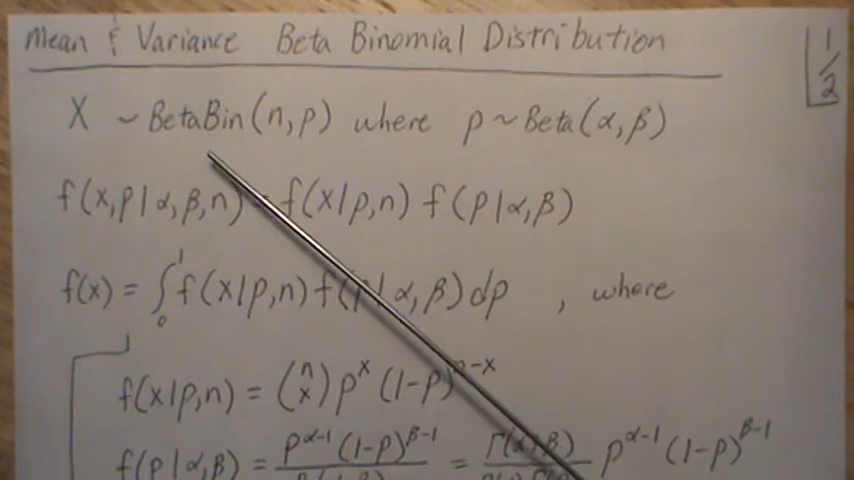 Mean & Variance Beta Binomial Distribution
1/2
X ~ BetaBin(n,p) where p ~ Beta(α,β)
f(x,p|α,β,n) = f(x|p,n) f(p|α,β)
f(x) = ∫₀¹ f(x|p,n) f(p|α,β) dp , where
f(x|p,n) = (n x) p^x (1-p)^n-x
f(p|α,β) = p^α-1 (1-p)^β-1 = Γ(α+β) p^α-1 (1-p)^β-1